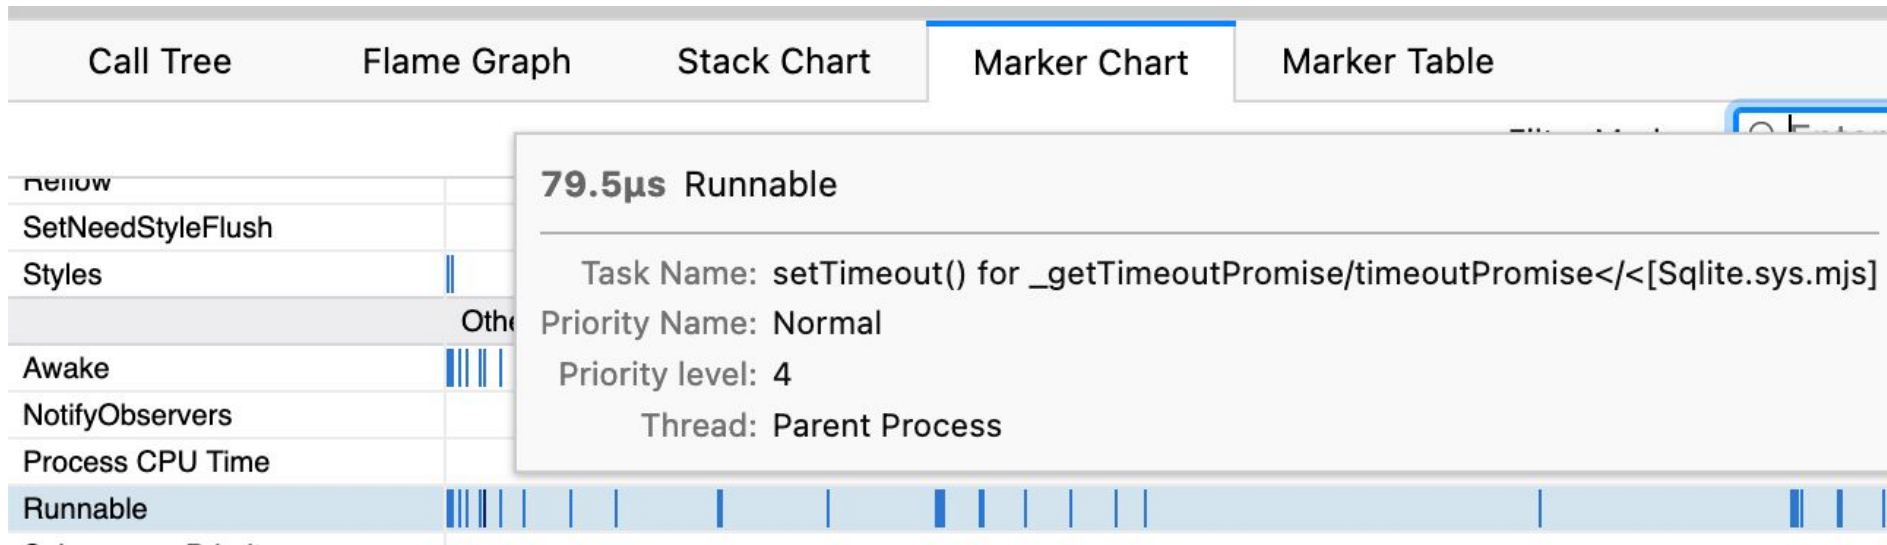 Call Tree Flame Graph Stack Chart Marker Chart Marker Table
Reflow
79.5μs Runnable
SetNeedStyleFlush
Styles
Task Name: setTimeout() for _getTimeoutPromise/timeoutPromise</<[Sqlite.sys.mjs]
Othe
Priority Name: Normal
Awake
Priority level: 4
NotifyObservers
Thread: Parent Process
Process CPU Time
Runnable